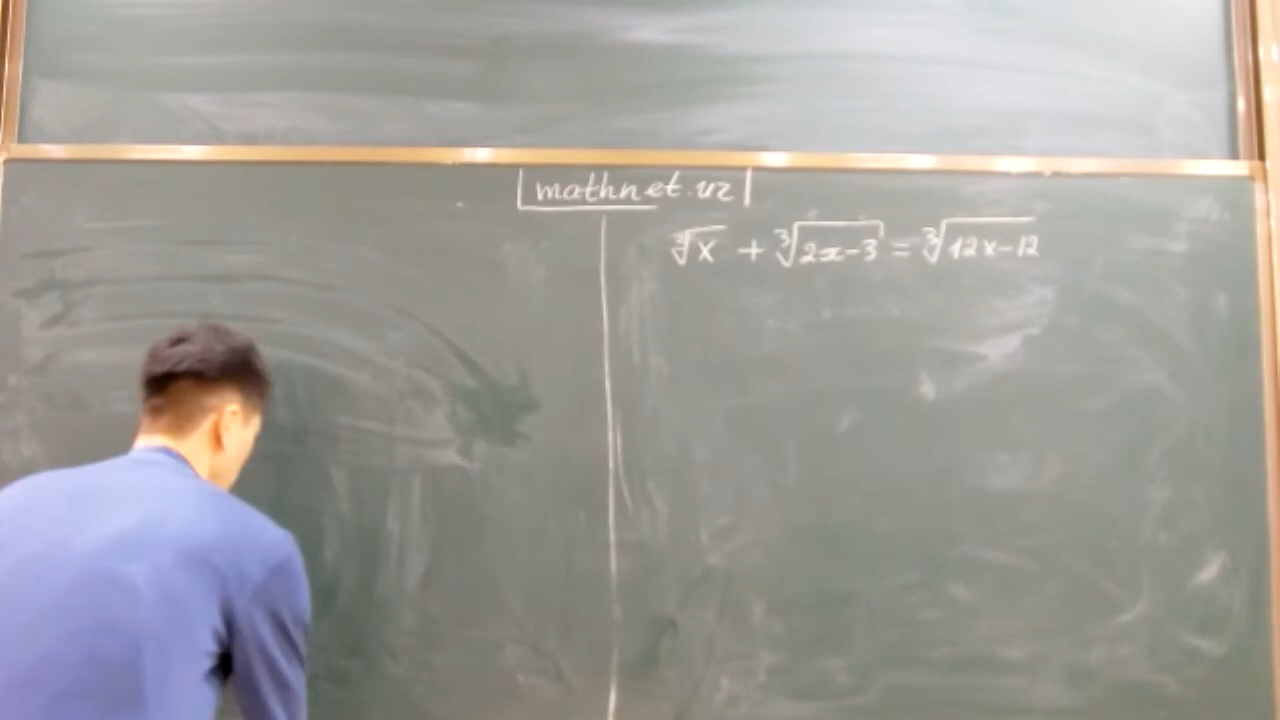 mathnet.uz
∛x + ∛(2x-3) = ∛(12x-12)